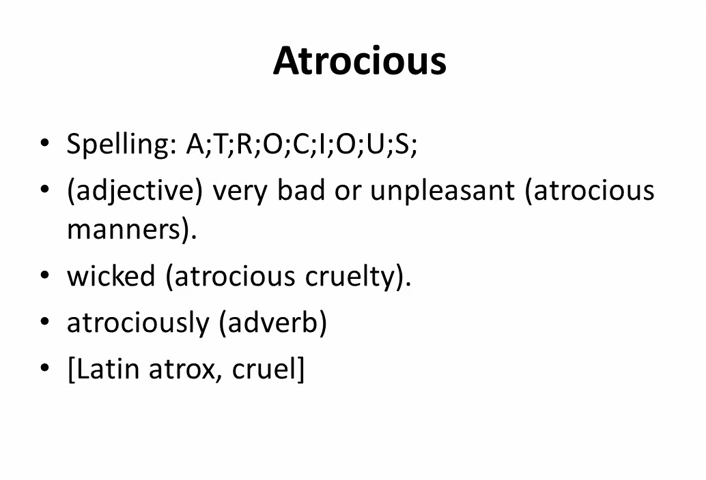 Atrocious
• Spelling: A;T;R;O;C;I;O;U;S;
• (adjective) very bad or unpleasant (atrocious
manners).
• wicked (atrocious cruelty).
• atrociously (adverb)
• [Latin atrox, cruel]